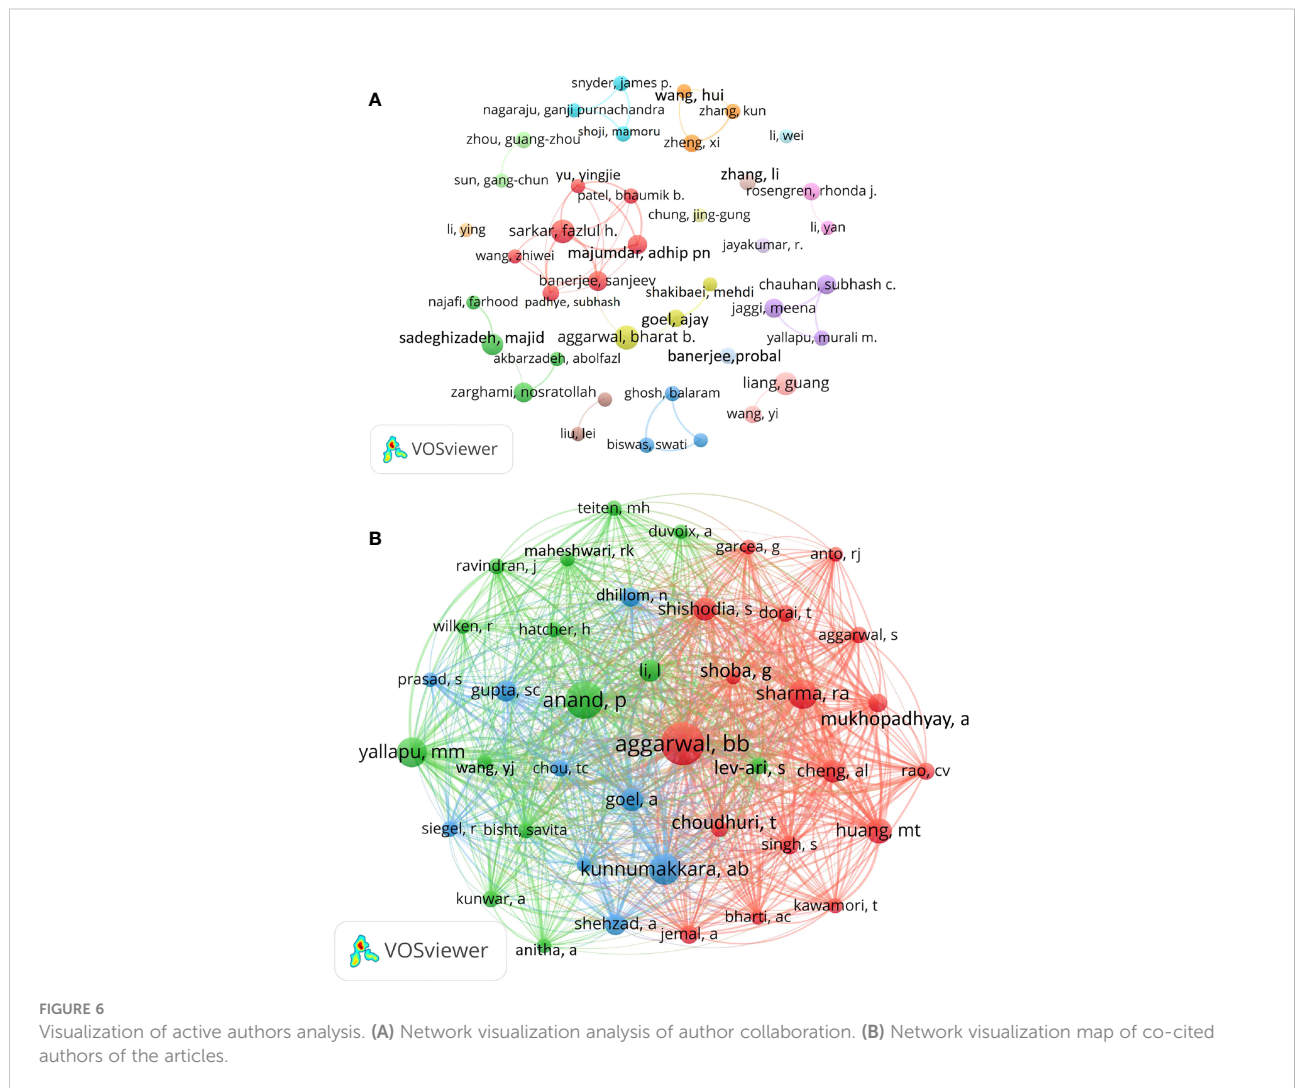 A
snyder, james p.
wang, hui
nagaraju, ganji purnachandra
zhang, kun
shoji, mamoru
li, wei
zhou, guang-zhou
zheng, xi
sun, gang-chun
yu, yingjie
zhang, li
patel, bhaumik b.
rosengren, rhonda j.
chung, jing-gung
li, ying
sarkar, fazlul h.
li, yan
jayakumar, r.
wang, zhiwei
majumdar, adhip pn
banerjee, sanjeev
chauhan, subhash c.
shakibaei, mehdi
najafi, farhood
padhye, subhash
jaggi, meena
goel, ajay
sadeghizadeh, majid
aggarwal, bharat b.
yallapu, murali m.
akbarzadeh, abolfazl
banerjee,probal
liang, guang
zarghami, nosratollah
ghosh, balaram
wang, yi
liu, lei
biswas, swati
VOSviewer
B
teiten, mh
duvoix, a
maheshwari, rk
garcea, g
anto, rj
ravindran, j
dhillom, n
shishodia, s
dorai, t
wilken, r
hatcher, h
aggarwal, s
li, l
shoba, g
prasad, s
gupta, sc
anand, p
sharma, ra
mukhopadhyay, a
aggarwal, bb
yallapu, mm
wang, yj
chou, tc
lev-ari, s
cheng, al
rao, cv
goel, a
choudhuri, t
siegel, r
bisht, savita
huang, mt
singh, s
kunnumakkara, ab
kunwar, a
kawamori, t
bharti, ac
shehzad, a
jemal, a
anitha, a
VOSviewer
FIGURE 6
Visualization of active authors analysis. (A) Network visualization analysis of author collaboration. (B) Network visualization map of co-cited
authors of the articles.